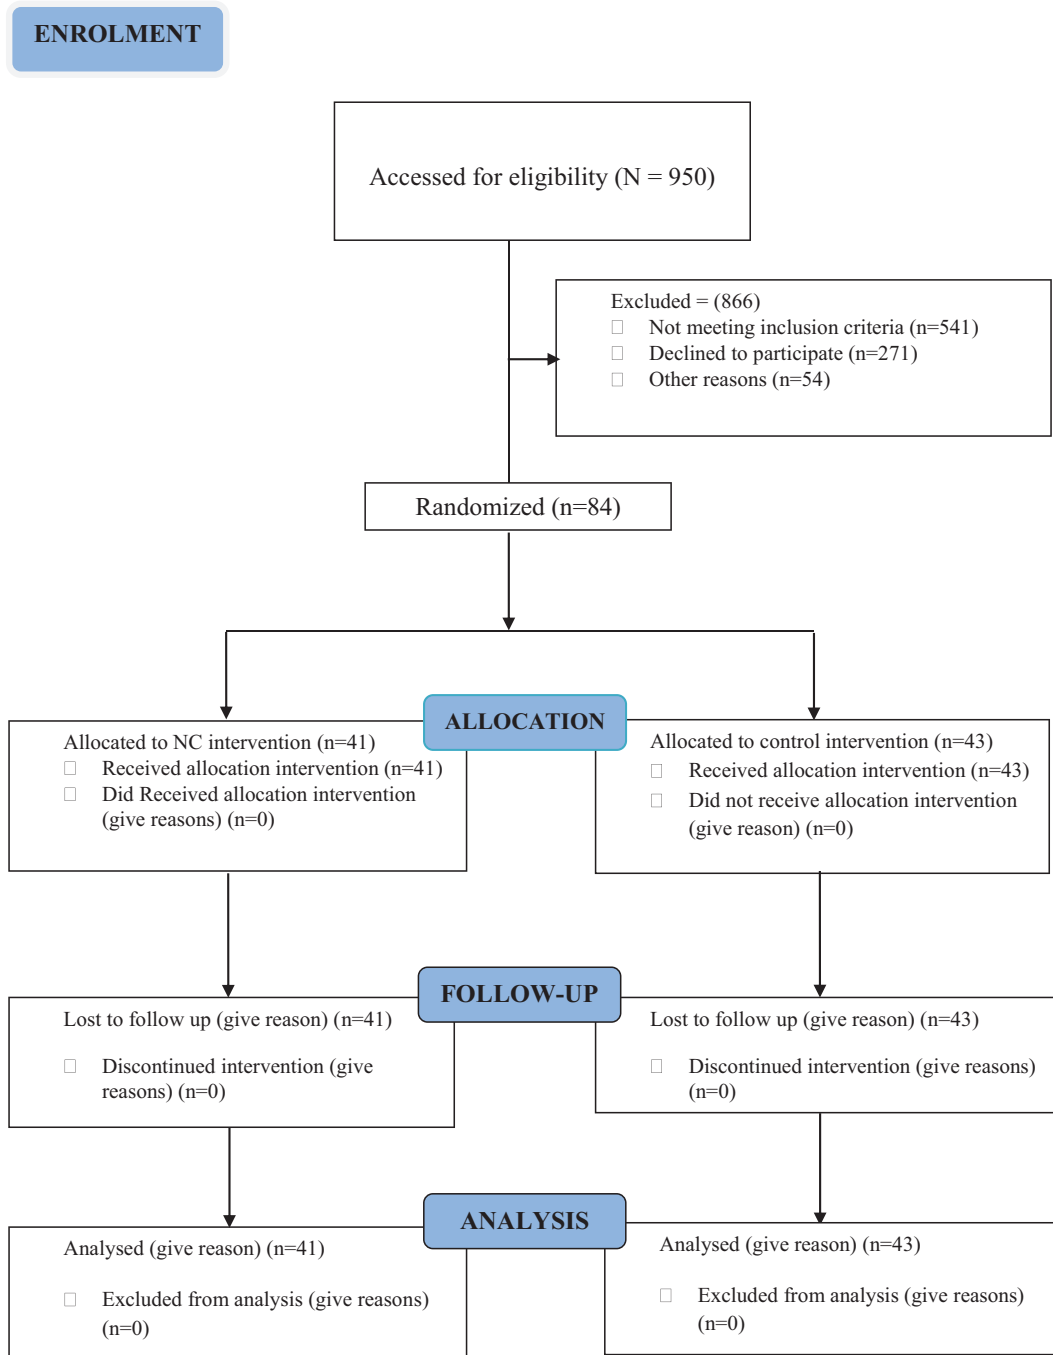 ENROLMENT
Accessed for eligibility (N = 950)
Excluded = (866)
Not meeting inclusion criteria (n=541)
Declined to participate (n=271)
Other reasons (n=54)
Randomized (n=84)
ALLOCATION
Allocated to NC intervention (n=41)
Received allocation intervention (n=41)
Did Received allocation intervention
(give reasons) (n=0)
Allocated to control intervention (n=43)
Received allocation intervention (n=43)
Did not receive allocation intervention
(give reason) (n=0)
FOLLOW-UP
Lost to follow up (give reason) (n=41)
Discontinued intervention (give
reasons) (n=0)
Lost to follow up (give reason) (n=43)
Discontinued intervention (give reasons)
(n=0)
ANALYSIS
Analysed (give reason) (n=41)
Excluded from analysis (give reasons)
(n=0)
Analysed (give reason) (n=43)
Excluded from analysis (give reasons)
(n=0)